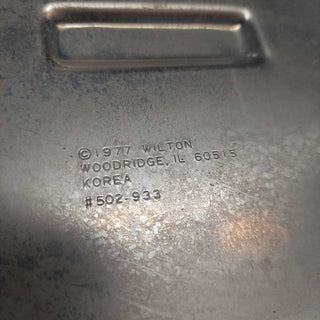 ©1977 WILTON
WOODRIDGE, IL 60515
KOREA
#502-933